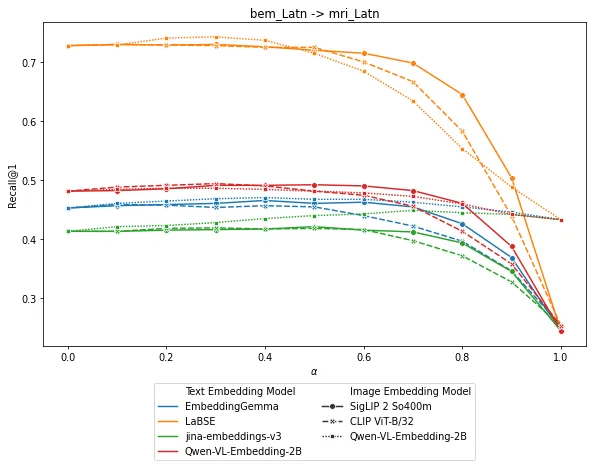 bem_Latn -> mri_Latn
Recall@1
0.7
0.6
0.5
0.4
0.3
0.0 0.2 0.4 0.6 0.8 1.0
α
Text Embedding Model
EmbeddingGemma
LaBSE
jina-embeddings-v3
Qwen-VL-Embedding-2B
Image Embedding Model
SigLIP 2 So400m
CLIP ViT-B/32
Qwen-VL-Embedding-2B